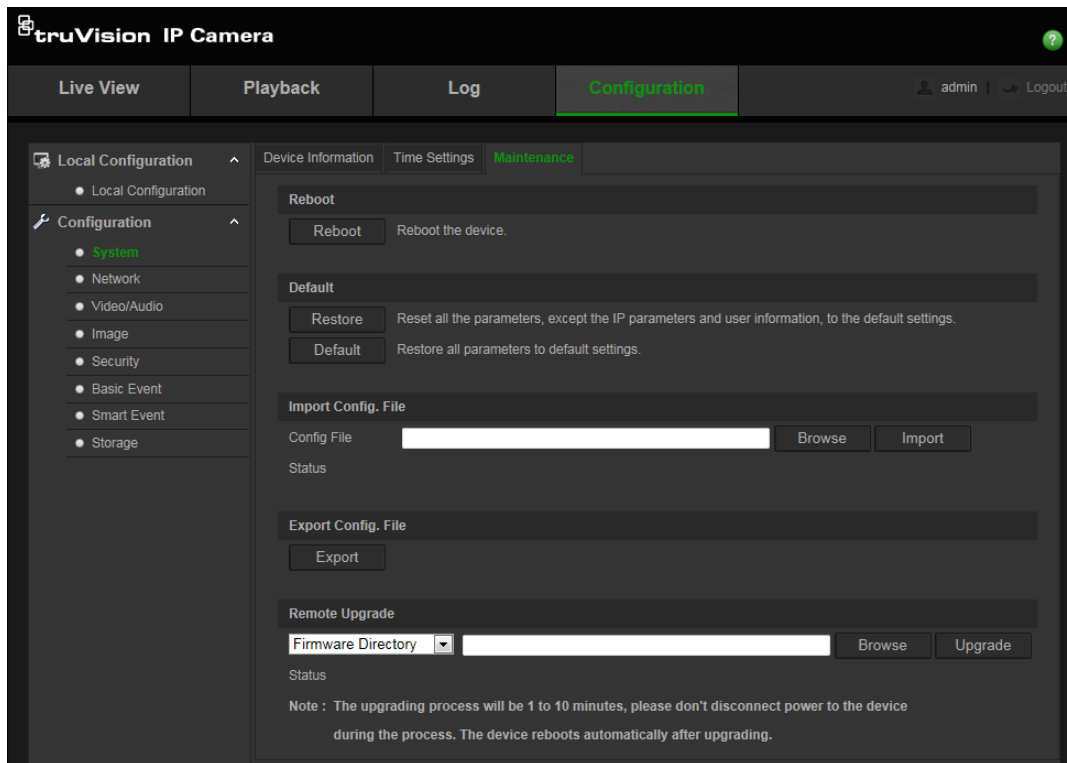 truVision IP Camera
?
Live View Playback Log Configuration admin | Logout
Local Configuration
Local Configuration
Configuration
System
Network
Video/Audio
Image
Security
Basic Event
Smart Event
Storage
Device Information Time Settings Maintenance
Reboot
Reboot Reboot the device.
Default
Restore Reset all the parameters, except the IP parameters and user information, to the default settings.
Default Restore all parameters to default settings.
Import Config. File
Config File Browse Import
Status
Export Config. File
Export
Remote Upgrade
Firmware Directory Browse Upgrade
Status
Note : The upgrading process will be 1 to 10 minutes, please don't disconnect power to the device
during the process. The device reboots automatically after upgrading.